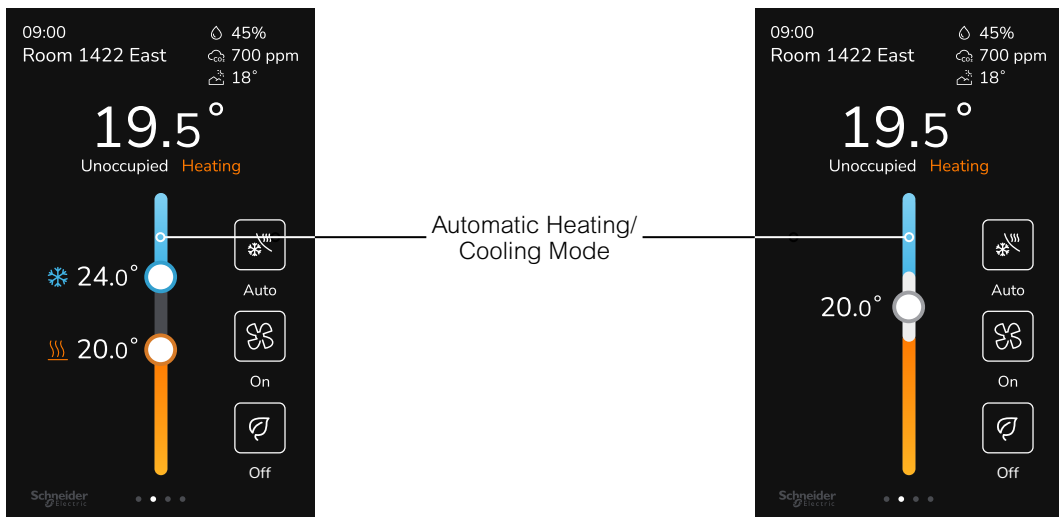 09:00
45%
Room 1422 East
700 ppm
18°
19.5°
Unoccupied Heating
24.0°
Auto
20.0°
On
Off
Schneider
Electric
Automatic Heating/
Cooling Mode
09:00
45%
Room 1422 East
700 ppm
18°
19.5°
Unoccupied Heating
Auto
20.0°
On
Off
Schneider
Electric